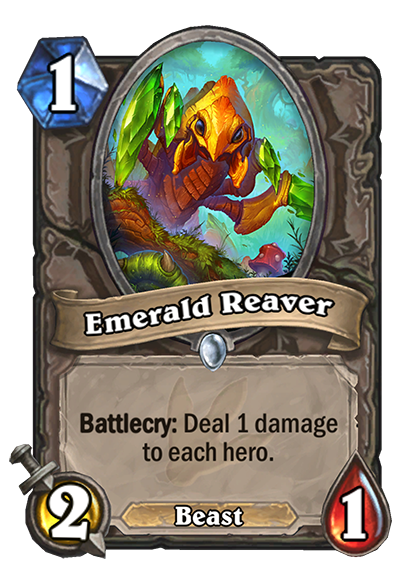 1
Emerald Reaver
Battlecry: Deal 1 damage
to each hero.
2
Beast
1